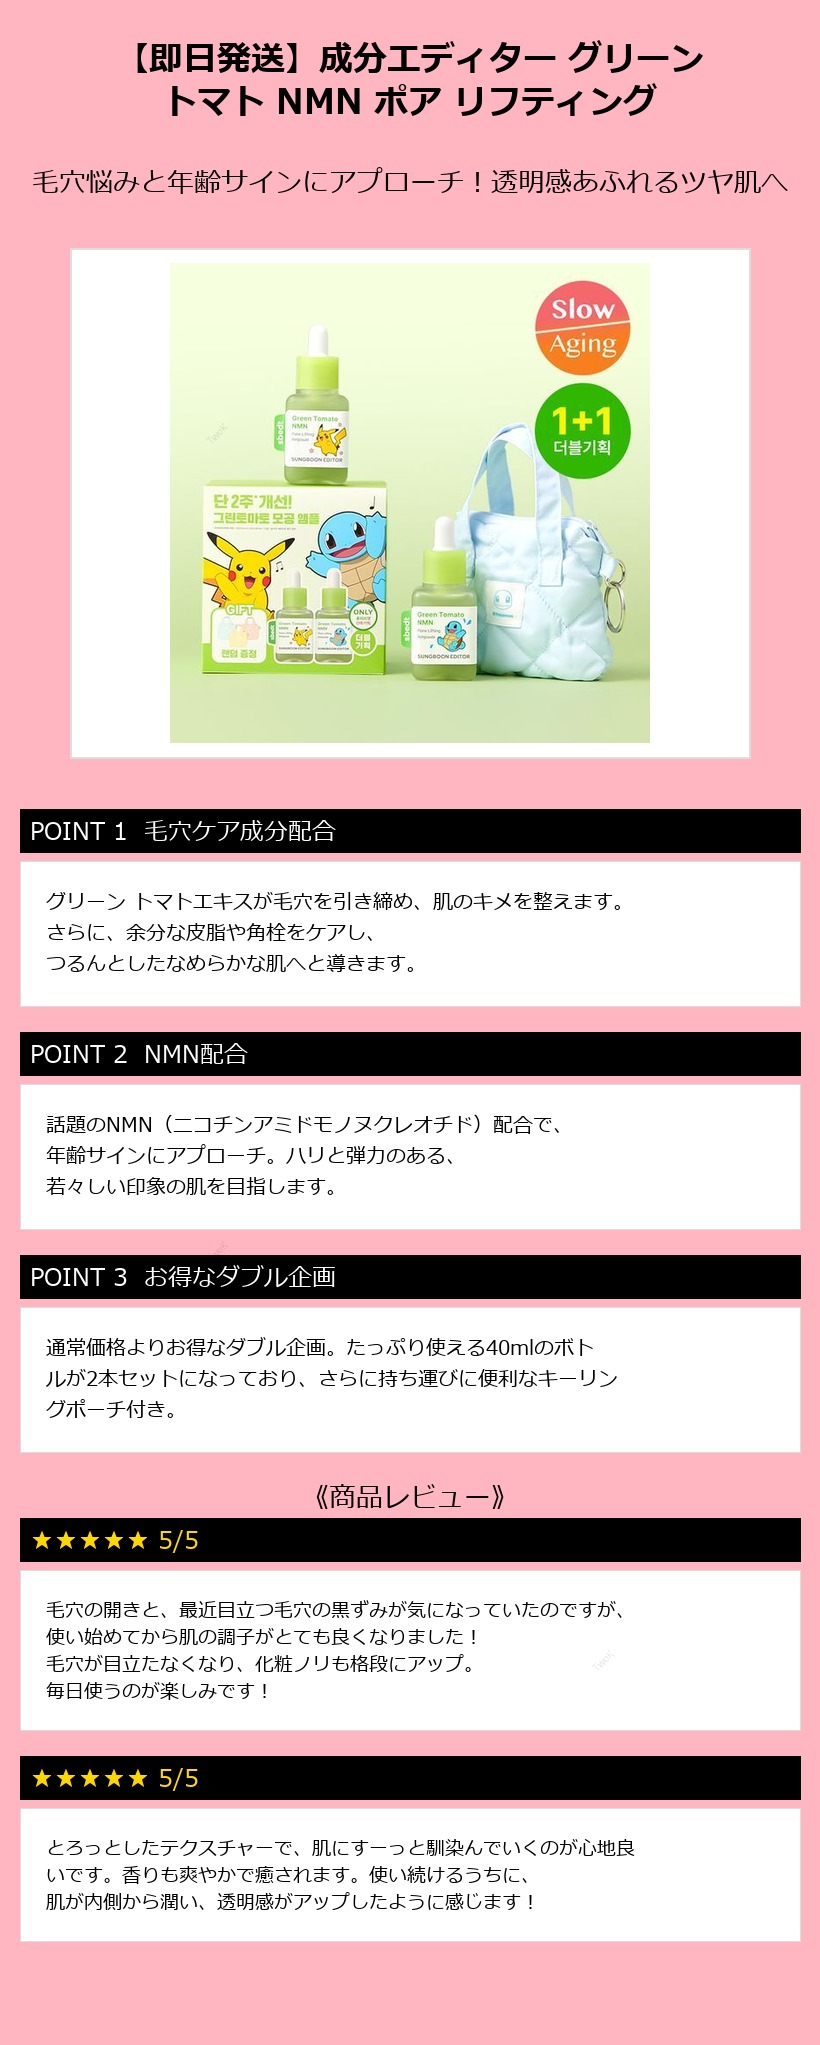 【即日発送】成分エディター グリーン
トマト NMN ポア リフティング
毛穴悩みと年齢サインにアプローチ！透明感あふれるツヤ肌へ
Slow
Aging
1+1
더블기획
TwoK
Green Tomato
NMN
Pore Lifting
Ampoule
sbedi
SUNGBOON EDITOR
단 2주* 개선!
그린토마토 모공 앰플
GIFT
랜덤 증정
Green Tomato
NMN
SUNGBOON EDITOR
Green Tomato
NMN
SUNGBOON EDITOR
ONLY
더블
기획
Green Tomato
NMN
Pore Lifting
Ampoule
sbedi
SUNGBOON EDITOR
POINT 1 毛穴ケア成分配合
グリーン トマトエキスが毛穴を引き締め、肌のキメを整えます。
さらに、余分な皮脂や角栓をケアし、
つるんとしたなめらかな肌へと導きます。
POINT 2 NMN配合
話題のNMN（ニコチンアミドモノヌクレオチド）配合で、
年齢サインにアプローチ。ハリと弾力のある、
若々しい印象の肌を目指します。
POINT 3 お得なダブル企画
通常価格よりお得なダブル企画。たっぷり使える40mlのボト
ルが2本セットになっており、さらに持ち運びに便利なキーリン
グポーチ付き。
《商品レビュー》
★★★★★ 5/5
毛穴の開きと、最近目立つ毛穴の黒ずみが気になっていたのですが、
使い始めてから肌の調子がとても良くなりました！
毛穴が目立たなくなり、化粧ノリも格段にアップ。
毎日使うのが楽しみです！
TwoK
★★★★★ 5/5
とろっとしたテクスチャーで、肌にすーっと馴染んでいくのが心地良
いです。香りも爽やかで癒されます。使い続けるうちに、
肌が内側から潤い、透明感がアップしたように感じます！